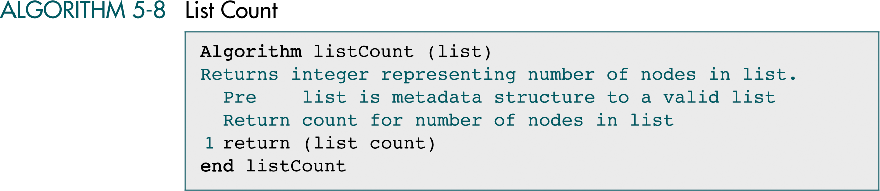 ALGORITHM 5-8 List Count
Algorithm listCount (list)
Returns integer representing number of nodes in list.
Pre list is metadata structure to a valid list
Return count for number of nodes in list
1 return (list count)
end listCount